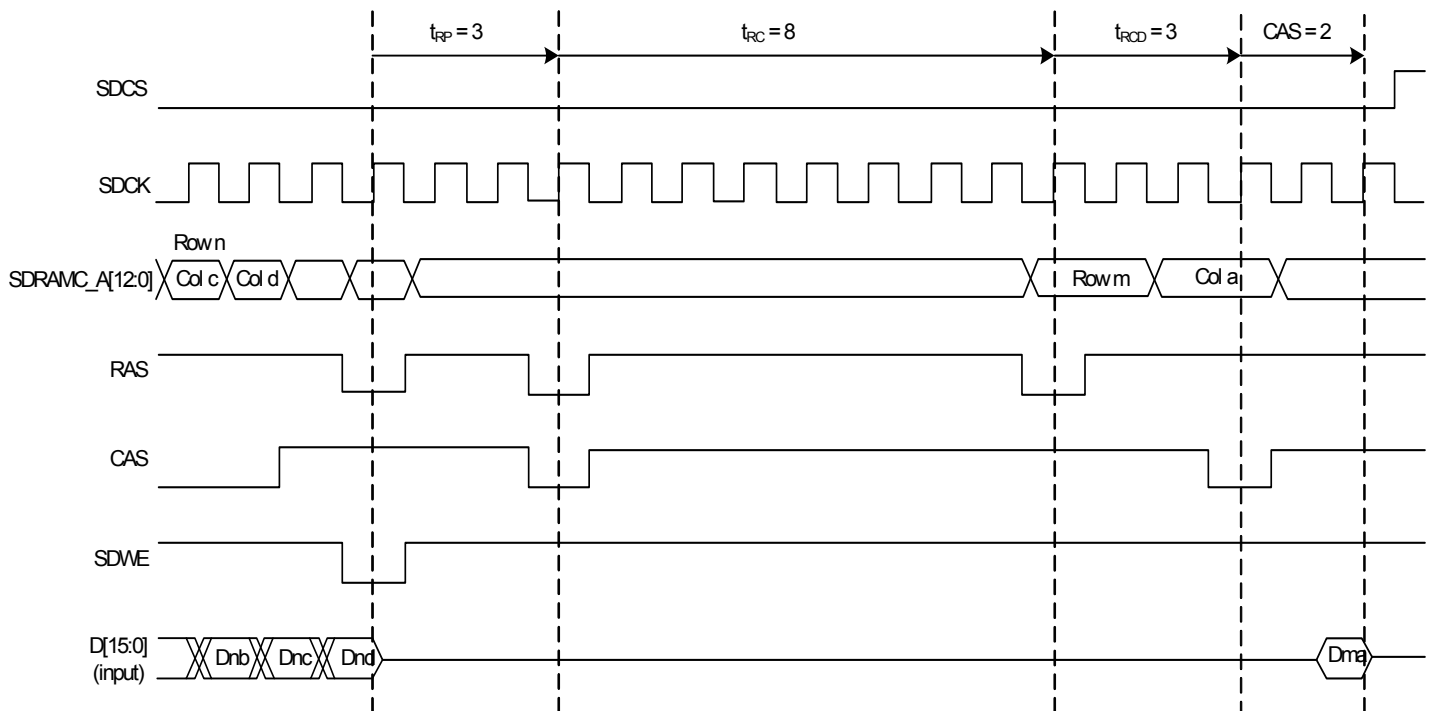 tRP = 3
tRC = 8
tRCD = 3
CAS = 2
SDCS
SDCK
Row n
SDRAMC_A[12:0]
Col c
Col d
Row m
Col a
RAS
CAS
SDWE
D[15:0]
(input)
Dnb
Dnc
Dnd
Dma